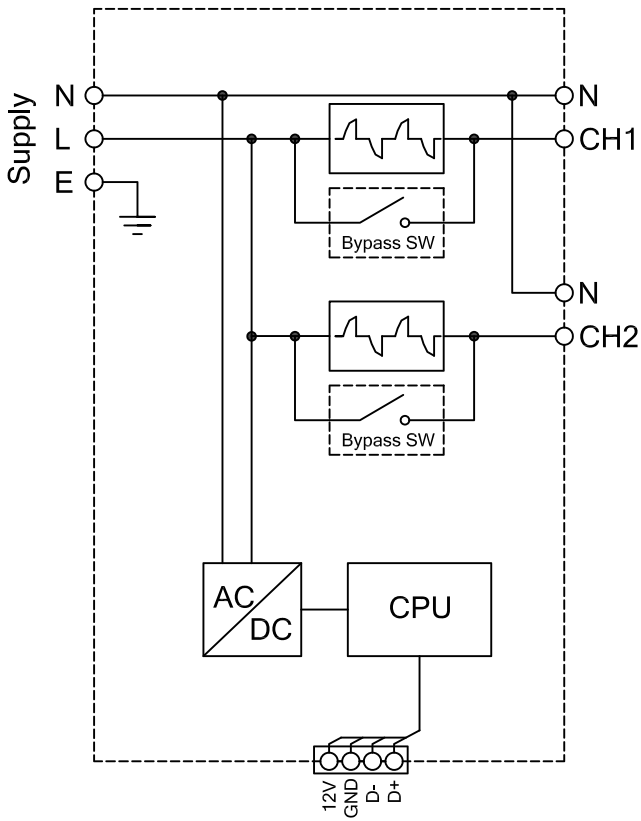 Supply
N
L
E
N
CH1
Bypass SW
N
CH2
Bypass SW
AC
DC
CPU
12V
GND
D-
D+